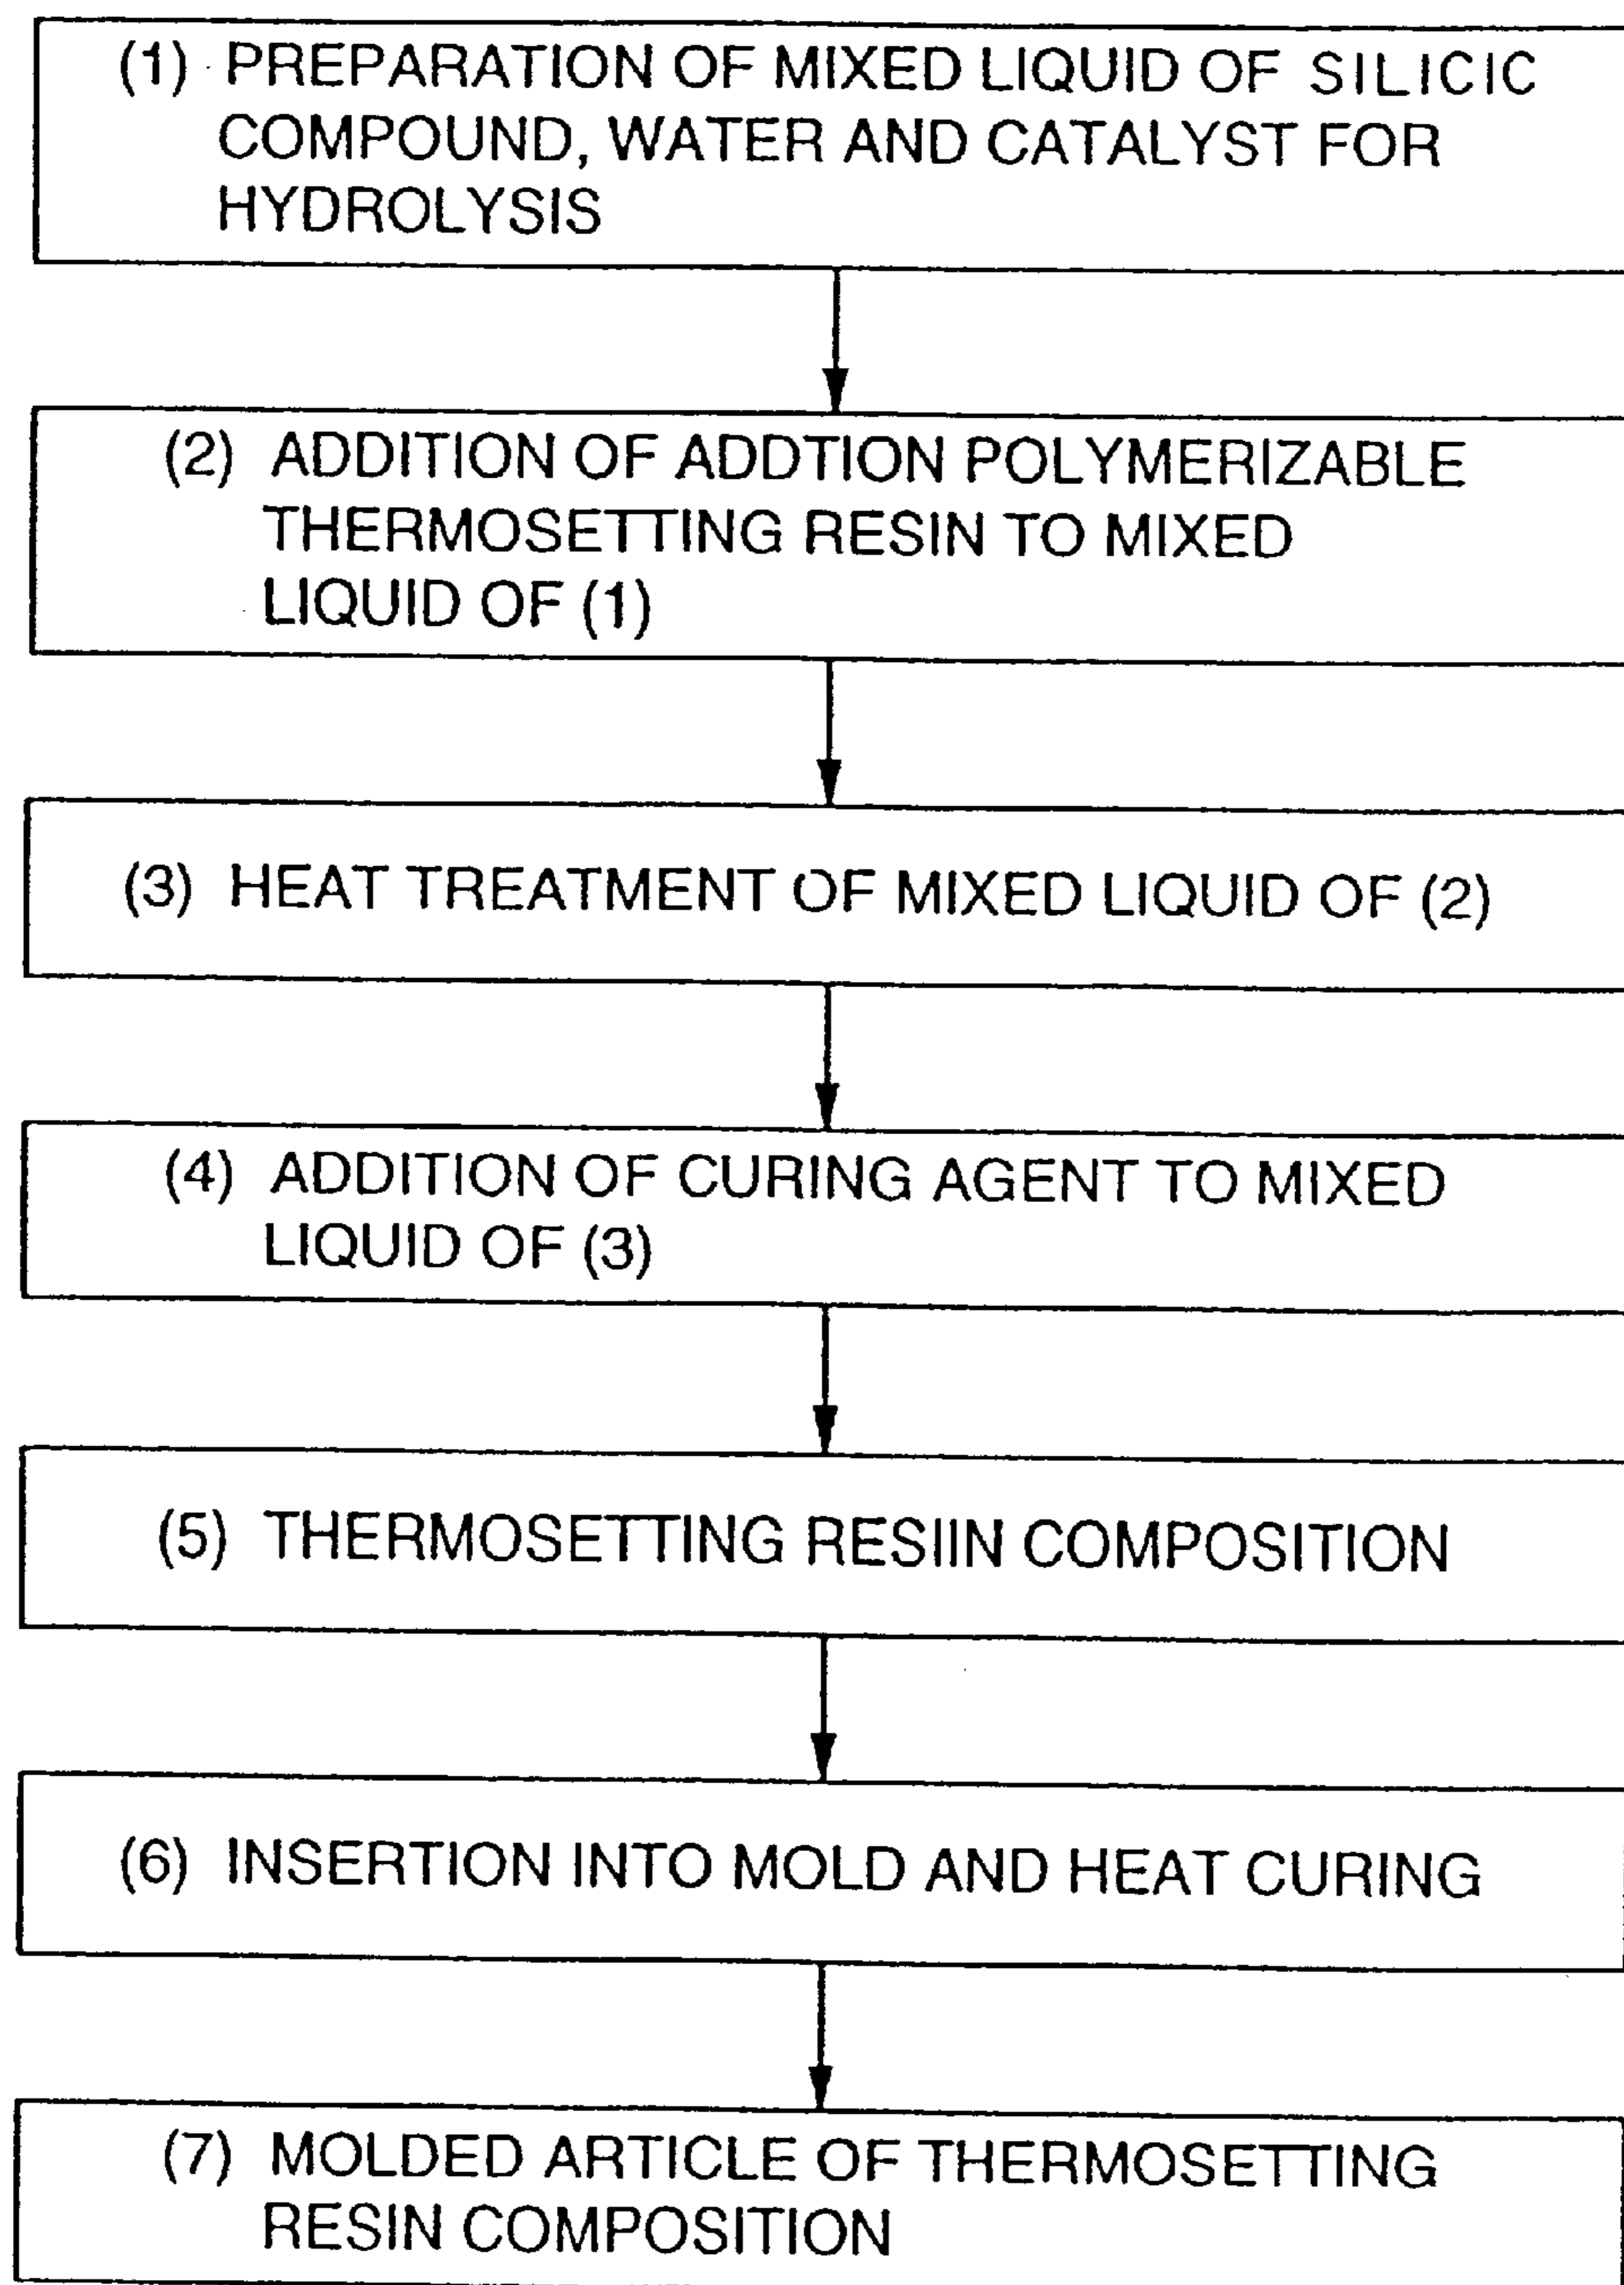 (1) PREPARATION OF MIXED LIQUID OF SILICIC
COMPOUND, WATER AND CATALYST FOR
HYDROLYSIS
(2) ADDITION OF ADDTION POLYMERIZABLE
THERMOSETTING RESIN TO MIXED
LIQUID OF (1)
(3) HEAT TREATMENT OF MIXED LIQUID OF (2)
(4) ADDITION OF CURING AGENT TO MIXED
LIQUID OF (3)
(5) THERMOSETTING RESIIN COMPOSITION
(6) INSERTION INTO MOLD AND HEAT CURING
(7) MOLDED ARTICLE OF THERMOSETTING
RESIN COMPOSITION